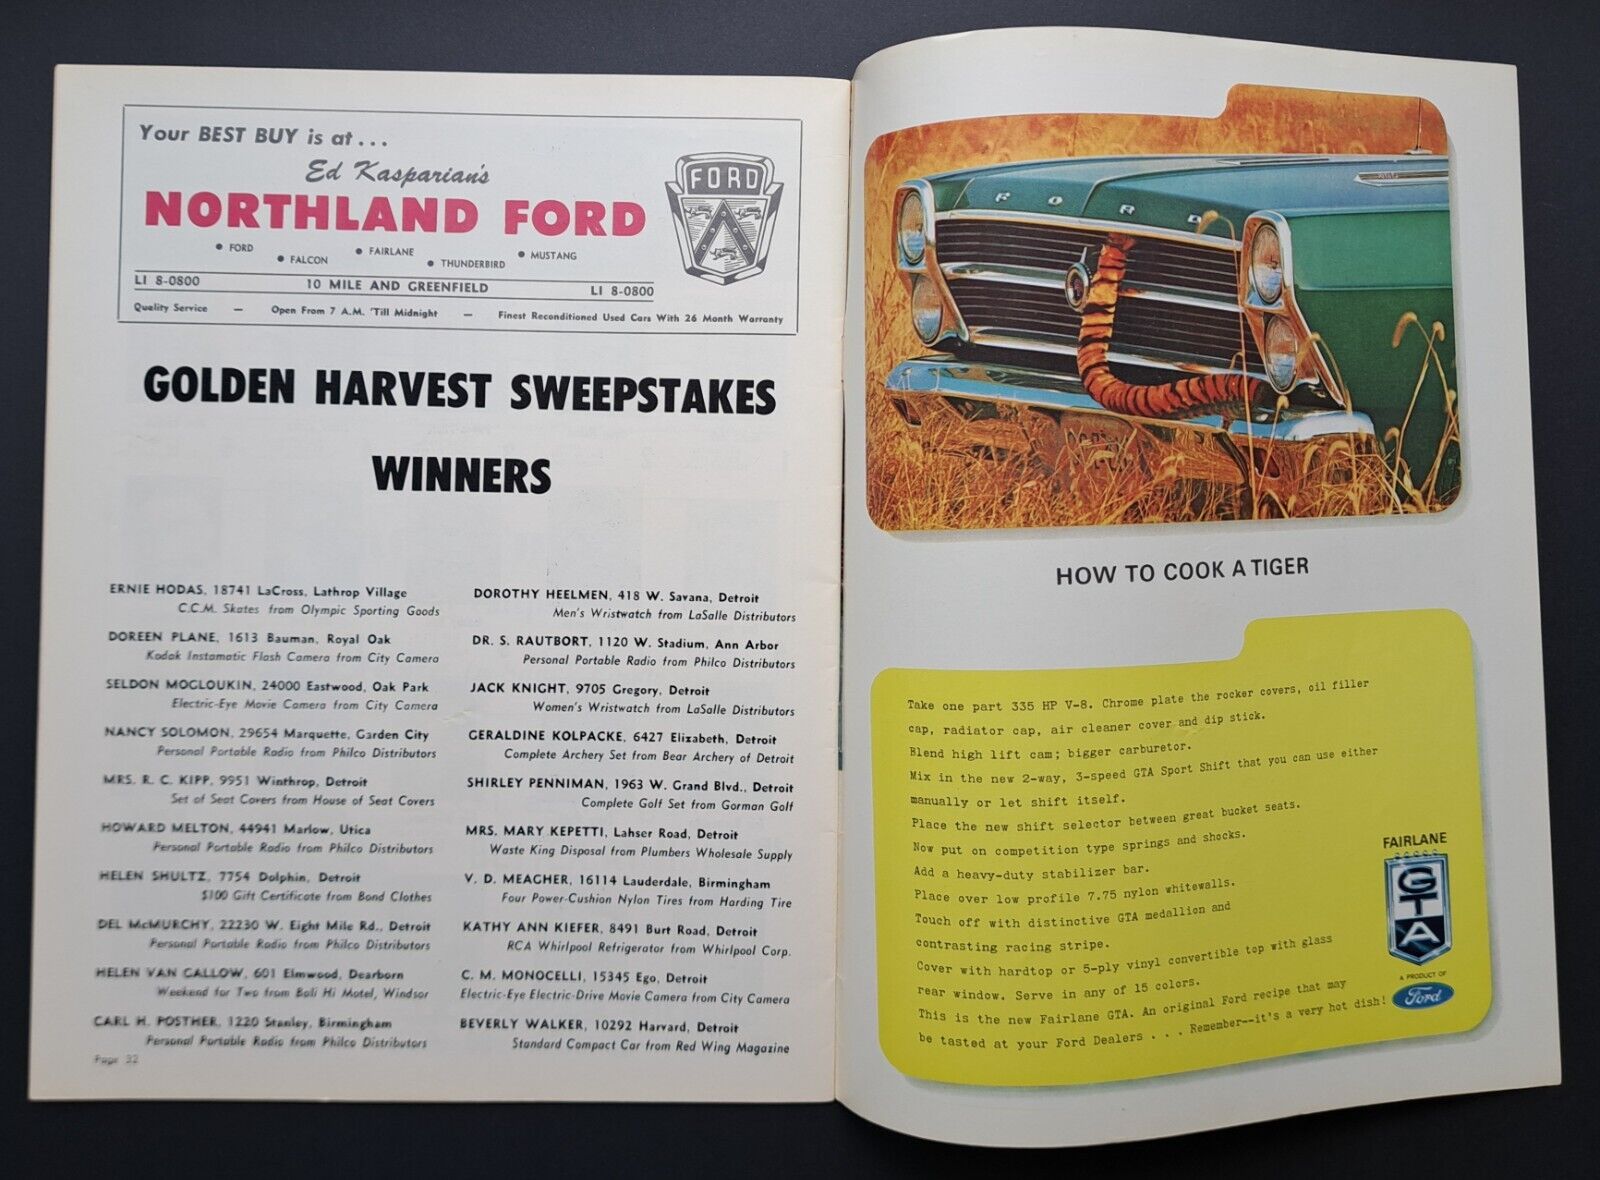 Your BEST BUY is at . . .
Ed Kasparian's
NORTHLAND FORD
• FORD
• FALCON
• FAIRLANE
• THUNDERBIRD
• MUSTANG
FORD
LI 8-0800 10 MILE AND GREENFIELD LI 8-0800
Quality Service — Open From 7 A.M. 'Till Midnight — Finest Reconditioned Used Cars With 26 Month Warranty
GOLDEN HARVEST SWEEPSTAKES
WINNERS
ERNIE HODAS, 18741 LaCross, Lathrop Village
C.C.M. Skates from Olympic Sporting Goods
DOREEN PLANE, 1613 Bauman, Royal Oak
Kodak Instamatic Flash Camera from City Camera
SELDON MOGLOUKIN, 24000 Eastwood, Oak Park
Electric-Eye Movie Camera from City Camera
NANCY SOLOMON, 29654 Marquette, Garden City
Personal Portable Radio from Philco Distributors
MRS. R. C. KIPP, 9951 Winthrop, Detroit
Set of Seat Covers from House of Seat Covers
HOWARD MELTON, 44941 Marlow, Utica
Personal Portable Radio from Philco Distributors
HELEN SHULTZ, 7754 Dolphin, Detroit
$100 Gift Certificate from Bond Clothes
DEL McMURCHY, 22230 W. Eight Mile Rd., Detroit
Personal Portable Radio from Philco Distributors
HELEN VAN CALLOW, 601 Elmwood, Dearborn
Weekend for Two from Bali Hi Motel, Windsor
CARL H. POSTHER, 1220 Stanley, Birmingham
Personal Portable Radio from Philco Distributors
Page 32
DOROTHY HEELMEN, 418 W. Savana, Detroit
Men's Wristwatch from LaSalle Distributors
DR. S. RAUTBORT, 1120 W. Stadium, Ann Arbor
Personal Portable Radio from Philco Distributors
JACK KNIGHT, 9705 Gregory, Detroit
Women's Wristwatch from LaSalle Distributors
GERALDINE KOLPACKE, 6427 Elizabeth, Detroit
Complete Archery Set from Bear Archery of Detroit
SHIRLEY PENNIMAN, 1963 W. Grand Blvd., Detroit
Complete Golf Set from Gorman Golf
MRS. MARY KEPETTI, Lahser Road, Detroit
Waste King Disposal from Plumbers Wholesale Supply
V. D. MEAGHER, 16114 Lauderdale, Birmingham
Four Power-Cushion Nylon Tires from Harding Tire
KATHY ANN KIEFER, 8491 Burt Road, Detroit
RCA Whirlpool Refrigerator from Whirlpool Corp.
C. M. MONOCELLI, 15345 Ego, Detroit
Electric-Eye Electric-Drive Movie Camera from City Camera
BEVERLY WALKER, 10292 Harvard, Detroit
Standard Compact Car from Red Wing Magazine
FORD
HOW TO COOK A TIGER
Take one part 335 HP V-8. Chrome plate the rocker covers, oil filler
cap, radiator cap, air cleaner cover and dip stick.
Blend high lift cam; bigger carburetor.
Mix in the new 2-way, 3-speed GTA Sport Shift that you can use either
manually or let shift itself.
Place the new shift selector between great bucket seats.
Now put on competition type springs and shocks.
Add a heavy-duty stabilizer bar.
Place over low profile 7.75 nylon whitewalls.
Touch off with distinctive GTA medallion and
contrasting racing stripe.
Cover with hardtop or 5-ply vinyl convertible top with glass
rear window. Serve in any of 15 colors.
This is the new Fairlane GTA. An original Ford recipe that may
be tasted at your Ford Dealers . . . Remember--it's a very hot dish!
FAIRLANE
GTA
A PRODUCT OF
Ford